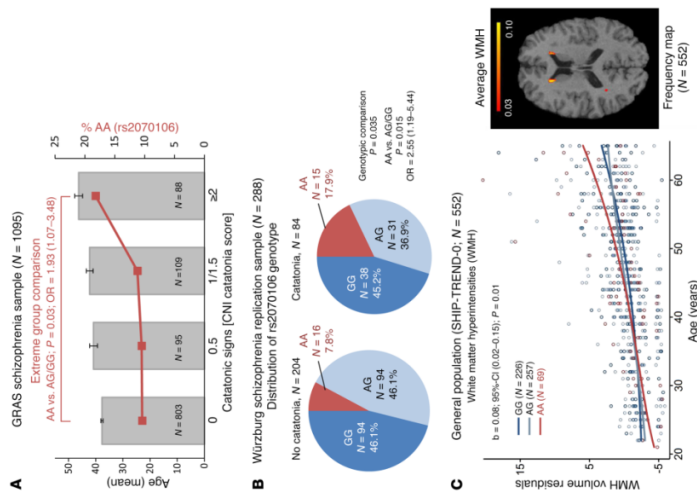 A
GRAS schizophrenia sample (N = 1095)
Extreme group comparison
AA vs. AG/GG; P = 0.03; OR = 1.93 (1.07–3.48)
Age (mean)
50
40
30
20
10
0
% AA (rs2070106)
25
20
15
10
5
0
N = 803
N = 95
N =109
N = 88
0
0.5
1/1.5
≥2
Catatonic signs [CNI catatonia score]
B
Würzburg schizophrenia replication sample (N = 288)
Distribution of rs2070106 genotype
No catatonia, N = 204
AA
N = 16
7.8%
GG
N = 94
46.1%
AG
N = 94
46.1%
Catatonia, N = 84
AA
N = 15
17.9%
GG
N = 38
45.2%
AG
N = 31
36.9%
Genotypic comparison
P = 0.035
AA vs. AG/GG
P = 0.015
OR = 2.55 (1.19–5.44)
C
General population (SHIP-TREND-0; N = 552)
White matter hyperintensities (WMH)
b = 0.08; 95%-CI (0.02–0.15); P = 0.01
GG (N = 226)
AG (N = 257)
AA (N = 69)
WMH volume residuals
15
5
-5
20
30
40
50
60
Age (years)
Average WMH
0.03
0.10
Frequency map
(N = 552)